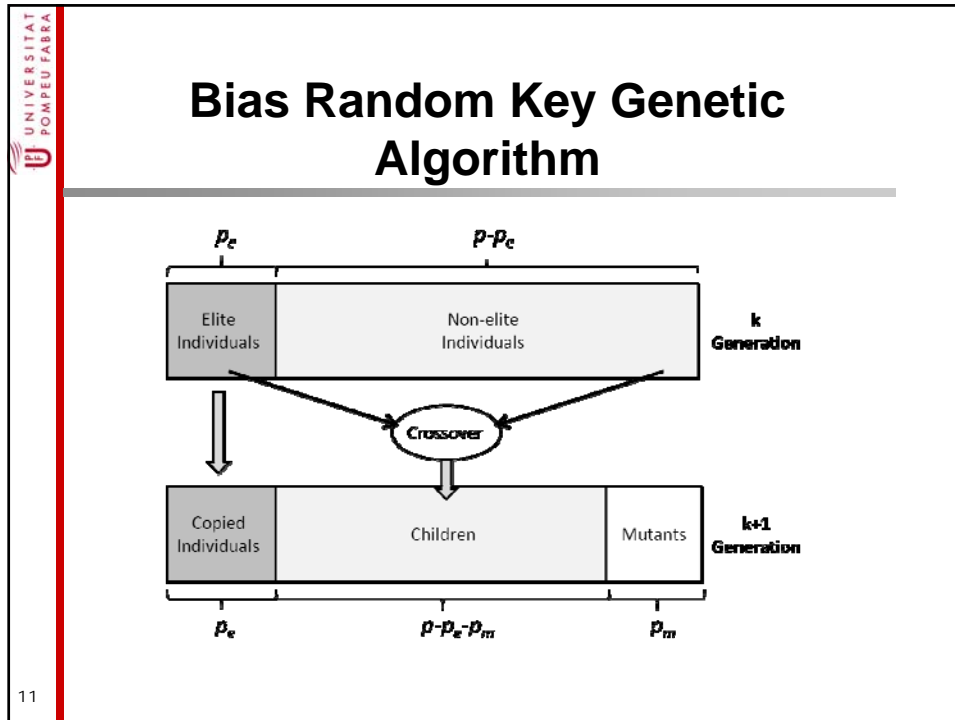 UNIVERSITAT
POMPEU FABRA
upf
Bias Random Key Genetic
Algorithm
pe
p-pe
Elite
Individuals
Non-elite
Individuals
k
Generation
Crossover
Copied
Individuals
Children
Mutants
k+1
Generation
pe
p-pe-pm
pm
11